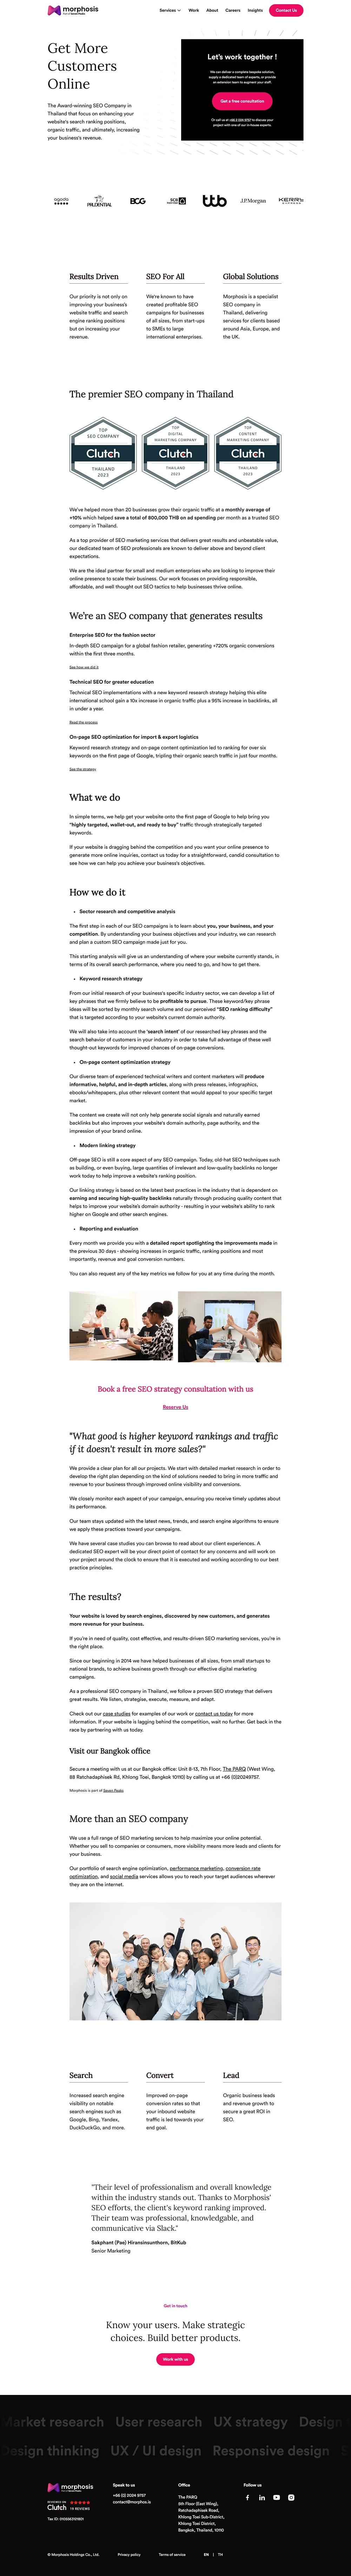 morphosis
Services
Work
About
Careers
Insights
Contact Us
Get More
Customers
Online
The Award-winning SEO Company in
Thailand that focus on enhancing your
website's search ranking positions,
organic traffic, and ultimately, increasing
your business's revenue.
Let's work together !
We can deliver a complete bespoke solution,
supply a dedicated team of experts, or provide
an extension team to augment your staff.
Get a free consultation
Or call us at +66 2 024 9757 to discuss your
project with one of our in-house experts.
agoda
PRUDENTIAL
BCG
SCB
ttb
J.P.Morgan
Results Driven
Our priority is not only on
improving your business's
website traffic and search
engine ranking positions
but on increasing your
revenue.
SEO For All
We're known to have
created profitable SEO
campaigns for businesses
of all sizes, from start-ups
to SMEs to large
international enterprises.
Global Solutions
Morphosis is a specialist
SEO company in
Thailand, delivering
services for clients based
around Asia, Europe, and
the UK.
The premier SEO company in Thailand
TOP
SEO COMPANY
Clutch
THAILAND
2023
TOP
DIGITAL
MARKETING COMPANY
Clutch
THAILAND
2023
TOP
CONTENT
MARKETING COMPANY
Clutch
THAILAND
2023
We've helped more than 20 businesses grow their organic traffic at a monthly average of
+10% which helped save a total of 800,000 THB on ad spending per month as a trusted SEO
company in Thailand.
As a top provider of SEO marketing services that delivers great results and unbeatable value,
our dedicated team of SEO professionals are known to deliver above and beyond client
expectations.
We are the ideal partner for small and medium enterprises who are looking to improve their
online presence to scale their business. Our work focuses on providing responsible,
affordable, and well thought out SEO tactics to help businesses thrive online.
We're an SEO company that generates results
Enterprise SEO for the fashion sector
In-depth SEO campaign for a global fashion retailer, generating +720% organic conversions
within the first three months.
See how we did it
Technical SEO for greater education
Technical SEO implementations with a new keyword research strategy helping this elite
international school gain a 10x increase in organic traffic plus a 95% increase in backlinks, all
in under a year.
Read the process
On-page SEO optimization for import & export logistics
Keyword research strategy and on-page content optimization led to ranking for over six
keywords on the first page of Google, tripling their organic search traffic in just four months.
See the strategy
What we do
In simple terms, we help get your website onto the first page of Google to help bring you
"highly targeted, wallet-out, and ready to buy" traffic through strategically targeted
keywords.
If your website is dragging behind the competition and you want your online presence to
generate more online inquiries, contact us today for a straightforward, candid consultation to
see how we can help you achieve your business's objectives.
How we do it
• Sector research and competitive analysis
The first step in each of our SEO campaigns is to learn about you, your business, and your
competition. By understanding your business objectives and your industry, we can research
and plan a custom SEO campaign made just for you.
This starting analysis will give us an understanding of where your website currently stands, in
terms of its overall search performance, where you need to go, and how to get there.
• Keyword research strategy
From our initial research of your business's specific industry sector, we can develop a list of
key phrases that we firmly believe to be profitable to pursue. These keyword/key phrase
ideas will be sorted by monthly search volume and our perceived "SEO ranking difficulty"
that is targeted according to your website's current domain authority.
We will also take into account the 'search intent' of our researched key phrases and the
search behavior of customers in your industry in order to take full advantage of these well
thought-out keywords for improved chances of on-page conversions.
• On-page content optimization strategy
Our diverse team of experienced technical writers and content marketers will produce
informative, helpful, and in-depth articles, along with press releases, infographics,
ebooks/whitepapers, plus other relevant content that would appeal to your specific target
market.
The content we create will not only help generate social signals and naturally earned
backlinks but also improves your website's domain authority, page authority, and the
impression of your brand online.
• Modern linking strategy
Off-page SEO is still a core aspect of any SEO campaign. Today, old-hat SEO techniques such
as building, or even buying, large quantities of irrelevant and low-quality backlinks no longer
work today to help improve a website's ranking position.
Our linking strategy is based on the latest best practices in the industry that is dependent on
earning and securing high-quality backlinks naturally through producing quality content that
helps to improve your website's domain authority - resulting in your website's ability to rank
higher on Google and other search engines.
• Reporting and evaluation
Every month we provide you with a detailed report spotlighting the improvements made in
the previous 30 days - showing increases in organic traffic, ranking positions and most
importantly, revenue and goal conversion numbers.
You can also request any of the key metrics we follow for you at any time during the month.
Book a free SEO strategy consultation with us
Reserve Us
"What good is higher keyword rankings and traffic
if it doesn't result in more sales?"
We provide a clear plan for all our projects. We start with detailed market research in order to
develop the right plan depending on the kind of solutions needed to bring in more traffic and
revenue to your business through improved online visibility and conversions.
We closely monitor each aspect of your campaign, ensuring you receive timely updates about
its performance.
Our team stays updated with the latest news, trends, and search engine algorithms to ensure
we apply these practices toward your campaigns.
We have several case studies you can browse to read about our client experiences. A
dedicated SEO expert will be your direct point of contact for any concerns and will work on
your project around the clock to ensure that it is executed and working according to our best
practice principles.
The results?
Your website is loved by search engines, discovered by new customers, and generates
more revenue for your business.
If you're in need of quality, cost effective, and results-driven SEO marketing services, you're in
the right place.
Since our beginning in 2014 we have helped businesses of all sizes, from small startups to
national brands, to achieve business growth through our effective digital marketing
campaigns.
As a professional SEO company in Thailand, we follow a proven SEO strategy that delivers
great results. We listen, strategies, execute, measure, and adapt.
Check out our case studies for examples of our work or contact us today for more
information. If your website is lagging behind the competition, wait no further. Get back in the
race by partnering with us today.
Visit our Bangkok office
Secure a meeting with us at our Bangkok office: Unit 8-13, 7th Floor, The PARQ (West Wing,
88 Ratchadaphisek Rd, Khlong Toei, Bangkok 10110) by calling us at +66 (0)20249757.
Morphosis is part of Seven Peaks
More than an SEO company
We use a full range of SEO marketing services to help maximize your online potential.
Whether you sell to companies or consumers, more visibility means more leads and clients for
your business.
Our portfolio of search engine optimization, performance marketing, conversion rate
optimization, and social media services allows you to reach your target audiences wherever
they are on the internet.
Search
Increased search engine
visibility on notable
search engines such as
Google, Bing, Yandex,
DuckDuckGo, and more.
Convert
Improved on-page
conversion rates so that
your inbound website
traffic is led towards your
end goal.
Lead
Organic business leads
and revenue growth to
secure a great ROI in
SEO.
"Their level of professionalism and overall knowledge
within the industry stands out. Thanks to Morphosis'
SEO efforts, the client's keyword ranking improved.
Their team was professional, knowledgable, and
communicative via Slack."
Sakphont (Pae) Hiransinsunthorn, BitKub
Senior Marketing
Get in touch
Know your users. Make strategic
choices. Build better products.
Work with us
Market research User research UX strategy Design
Design thinking UX / UI design Responsive design
morphosis
REVIEWED ON
Clutch
19 REVIEWS
Speak to us
+66 (0) 2024 9757
contact@morphos.is
Office
The PARQ
6th Floor (East Wing),
Ratchadaphisek Road,
Khlong Toei Sub-District,
Khlong Toei District,
Bangkok, Thailand, 10110
Follow us
© Morphosis Holdings Co., Ltd.
Privacy policy
Terms of service
EN | TH